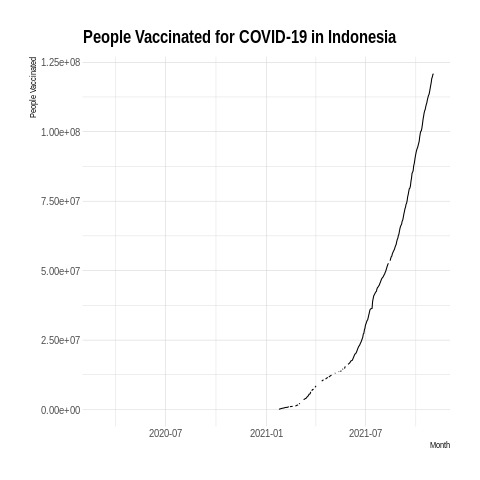 People Vaccinated for COVID-19 in Indonesia
People Vaccinated
1.25e+08
1.00e+08
7.50e+07
5.00e+07
2.50e+07
0.00e+00
2020-07 2021-01 2021-07
Month